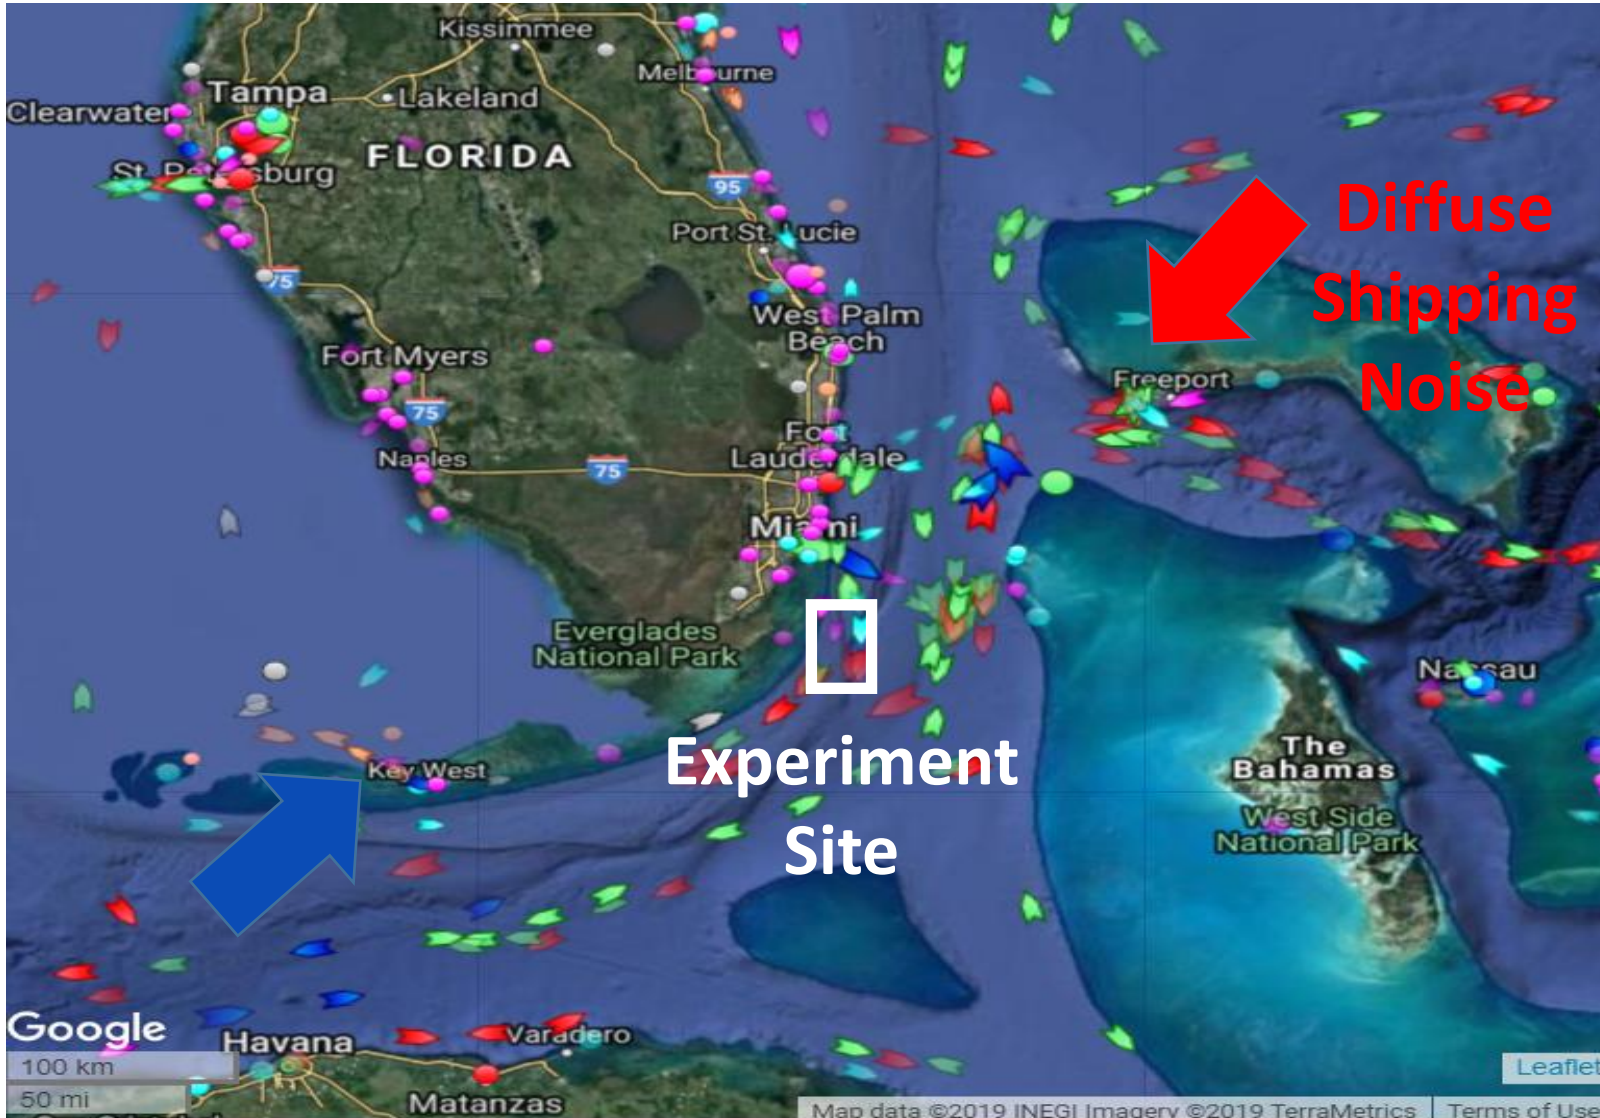 Kissimmee
Melbourne
Tampa
Lakeland
Clearwater
FLORIDA
St. Petersburg
95
Diffuse
Shipping
Noise
Port St. Lucie
75
West Palm
Beach
Fort Myers
Freeport
75
Fort
Lauderdale
Naples
75
Miami
Everglades
National Park
Nassau
Experiment
Site
The
Bahamas
Key West
West Side
National Park
Google
Havana
Varadero
100 km
Leaflet
50 mi
Matanzas
Map data ©2019 INEGI Imagery ©2019 TerraMetrics
Terms of Use